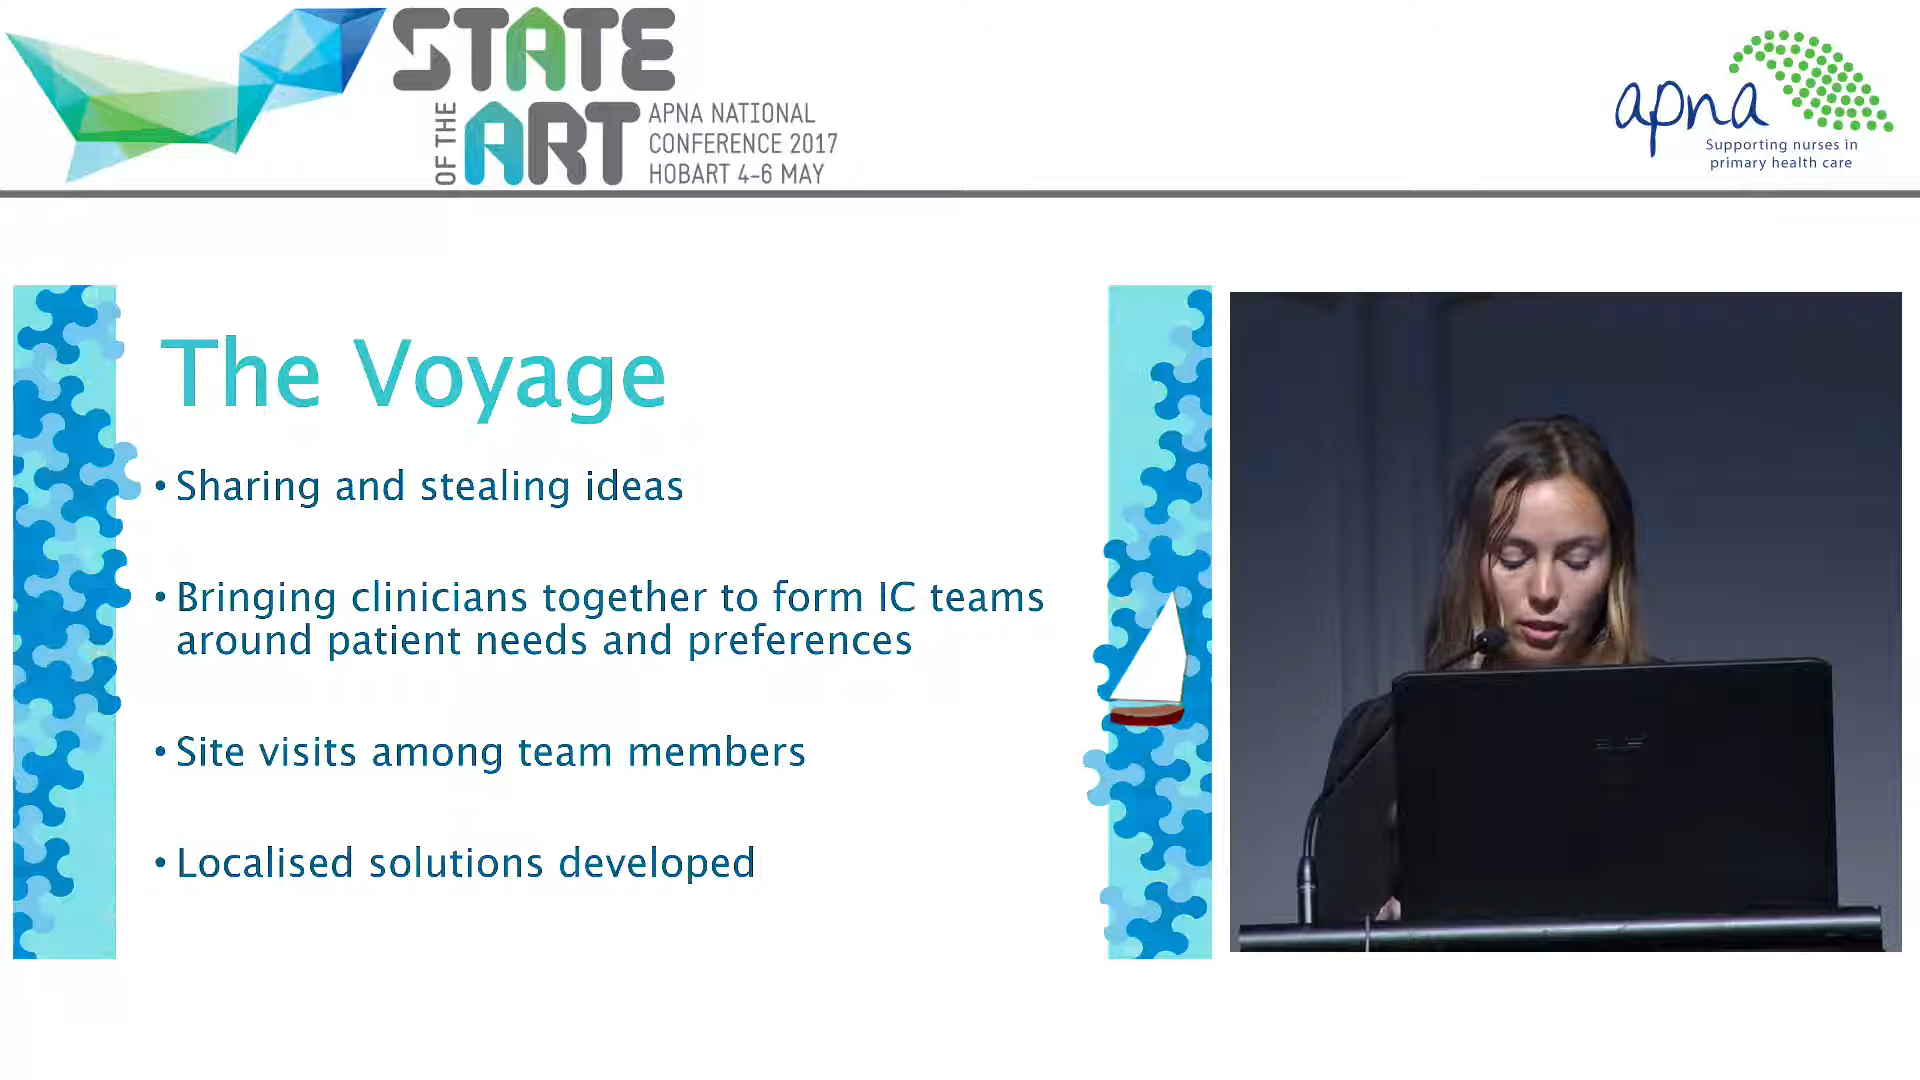 STATE
OF THE
ART
APNA NATIONAL
CONFERENCE 2017
HOBART 4-6 MAY
apna
Supporting nurses in
primary health care
The Voyage
• Sharing and stealing ideas
• Bringing clinicians together to form IC teams
around patient needs and preferences
• Site visits among team members
• Localised solutions developed